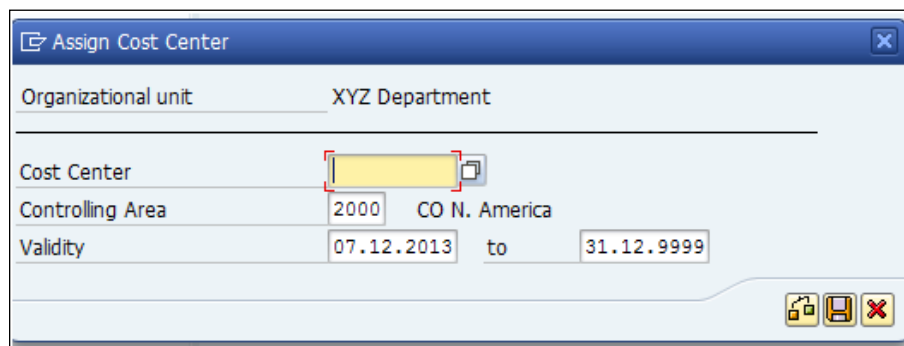 Assign Cost Center
Organizational unit XYZ Department
Cost Center
Controlling Area 2000 CO N. America
Validity 07.12.2013 to 31.12.9999